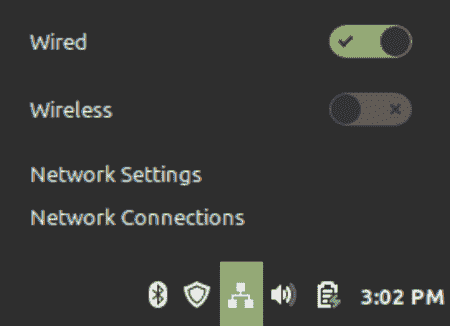 Wired
Wireless
Network Settings
Network Connections
3:02 PM